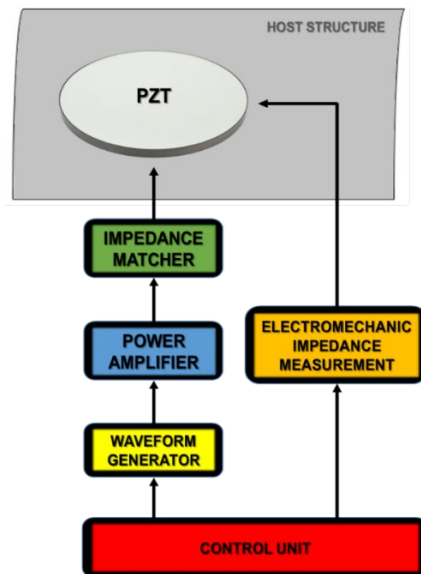 HOST STRUCTURE
PZT
IMPEDANCE
MATCHER
POWER
AMPLIFIER
ELECTROMECHANIC
IMPEDANCE
MEASUREMENT
WAVEFORM
GENERATOR
CONTROL UNIT